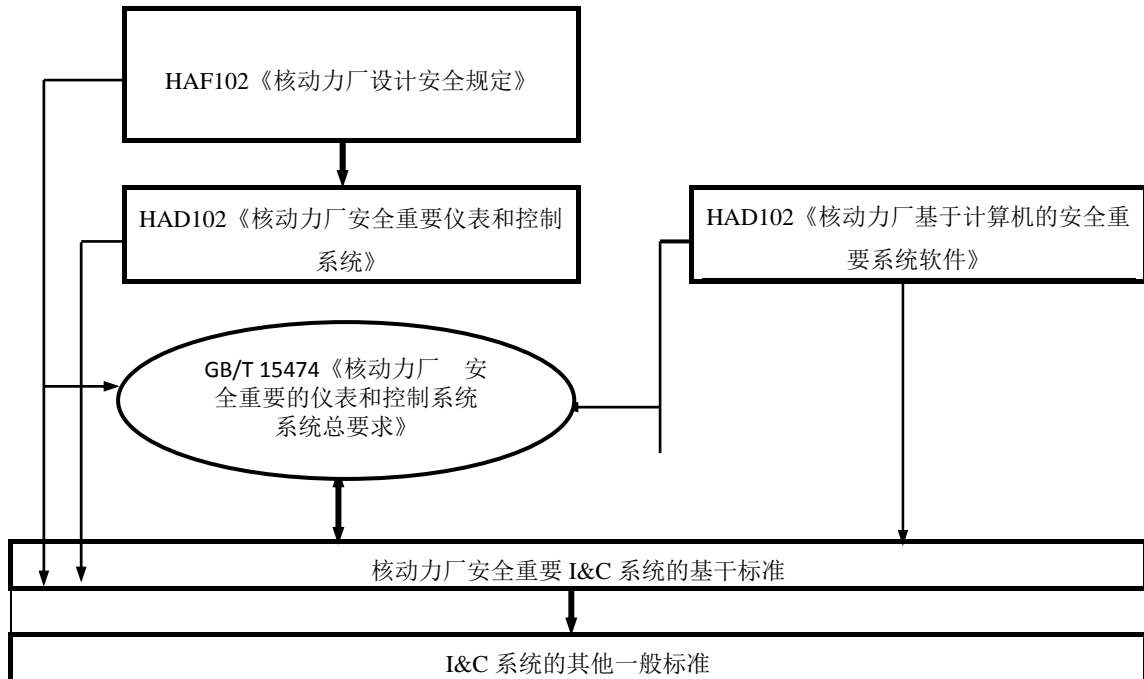 HAF102《核动力厂设计安全规定》
HAD102《核动力厂安全重要仪表和控制
系统》
HAD102《核动力厂基于计算机的安全重
要系统软件》
GB/T 15474《核动力厂　安
全重要的仪表和控制系统
系统总要求》
核动力厂安全重要 I&C 系统的基干标准
I&C 系统的其他一般标准